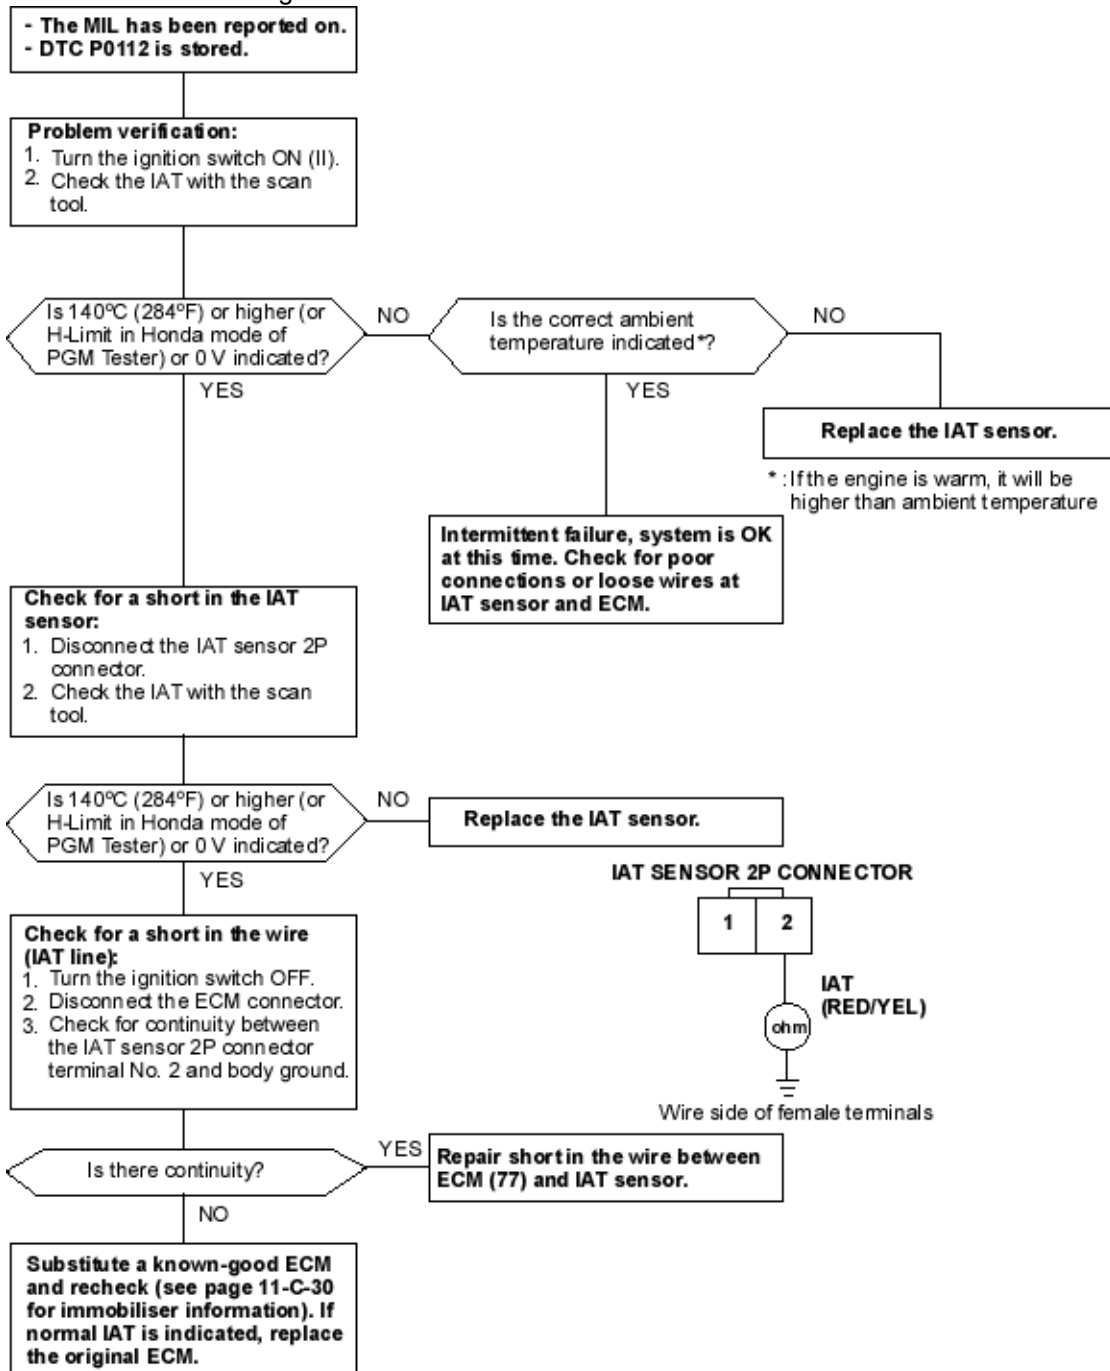 - The MIL has been reported on.
- DTC P0112 is stored.
Problem verification:
1. Turn the ignition switch ON (II).
2. Check the IAT with the scan
tool.
Is 140ºC (284ºF) or higher (or
H-Limit in Honda mode of
PGM Tester) or 0 V indicated?
NO
Is the correct ambient
temperature indicated*?
NO
YES
YES
Replace the IAT sensor.
* : If the engine is warm, it will be
higher than ambient temperature
Intermittent failure, system is OK
at this time. Check for poor
connections or loose wires at
IAT sensor and ECM.
Check for a short in the IAT
sensor:
1. Disconnect the IAT sensor 2P
connector.
2. Check the IAT with the scan
tool.
Is 140ºC (284ºF) or higher (or
H-Limit in Honda mode of
PGM Tester) or 0 V indicated?
NO
Replace the IAT sensor.
YES
IAT SENSOR 2P CONNECTOR
1 2
IAT
(RED/YEL)
ohm
Wire side of female terminals
Check for a short in the wire
(IAT line):
1. Turn the ignition switch OFF.
2. Disconnect the ECM connector.
3. Check for continuity between
the IAT sensor 2P connector
terminal No. 2 and body ground.
Is there continuity?
YES
Repair short in the wire between
ECM (77) and IAT sensor.
NO
Substitute a known-good ECM
and recheck (see page 11-C-30
for immobiliser information). If
normal IAT is indicated, replace
the original ECM.